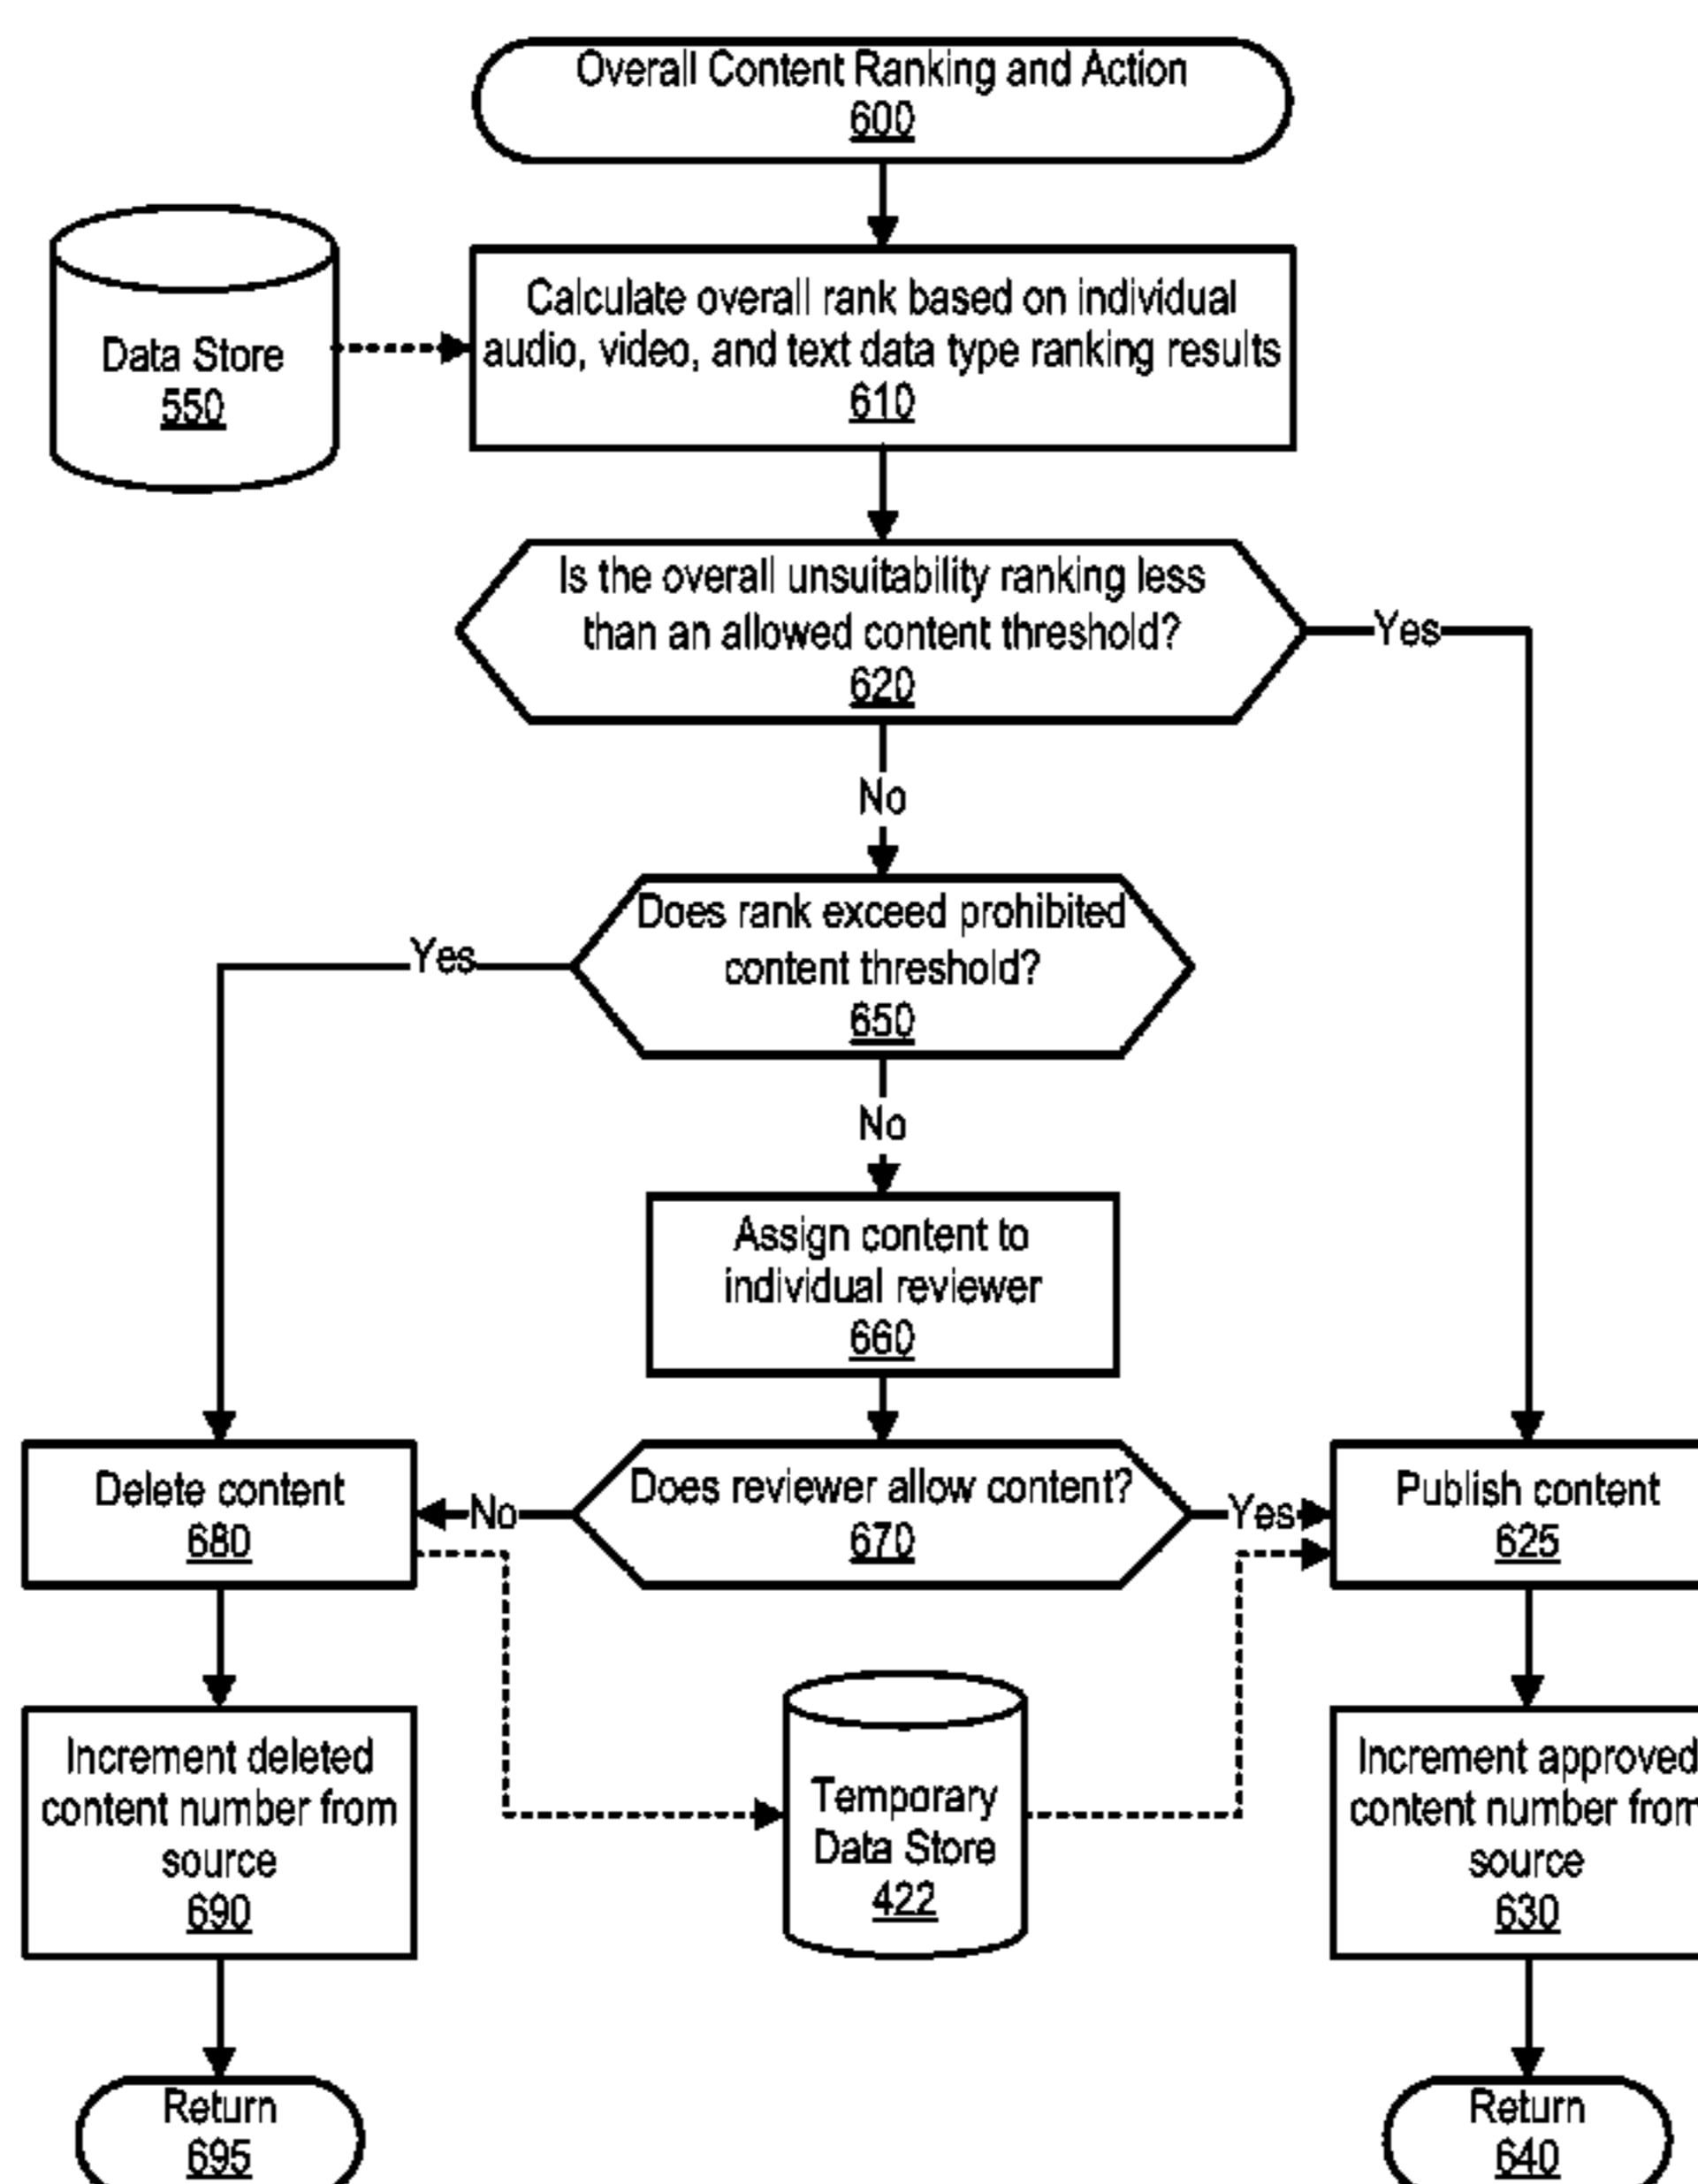 Overall Content Ranking and Action
600
Data Store
550
Calculate overall rank based on individual
audio, video, and text data type ranking results
610
Is the overall unsuitability ranking less
than an allowed content threshold?
620
Yes
No
Does rank exceed prohibited
content threshold?
650
Yes
No
Assign content to
individual reviewer
660
Delete content
680
No
Does reviewer allow content?
670
Yes
Publish content
625
Increment deleted
content number from
source
690
Temporary
Data Store
422
Increment approved
content number from
source
630
Return
695
Return
640